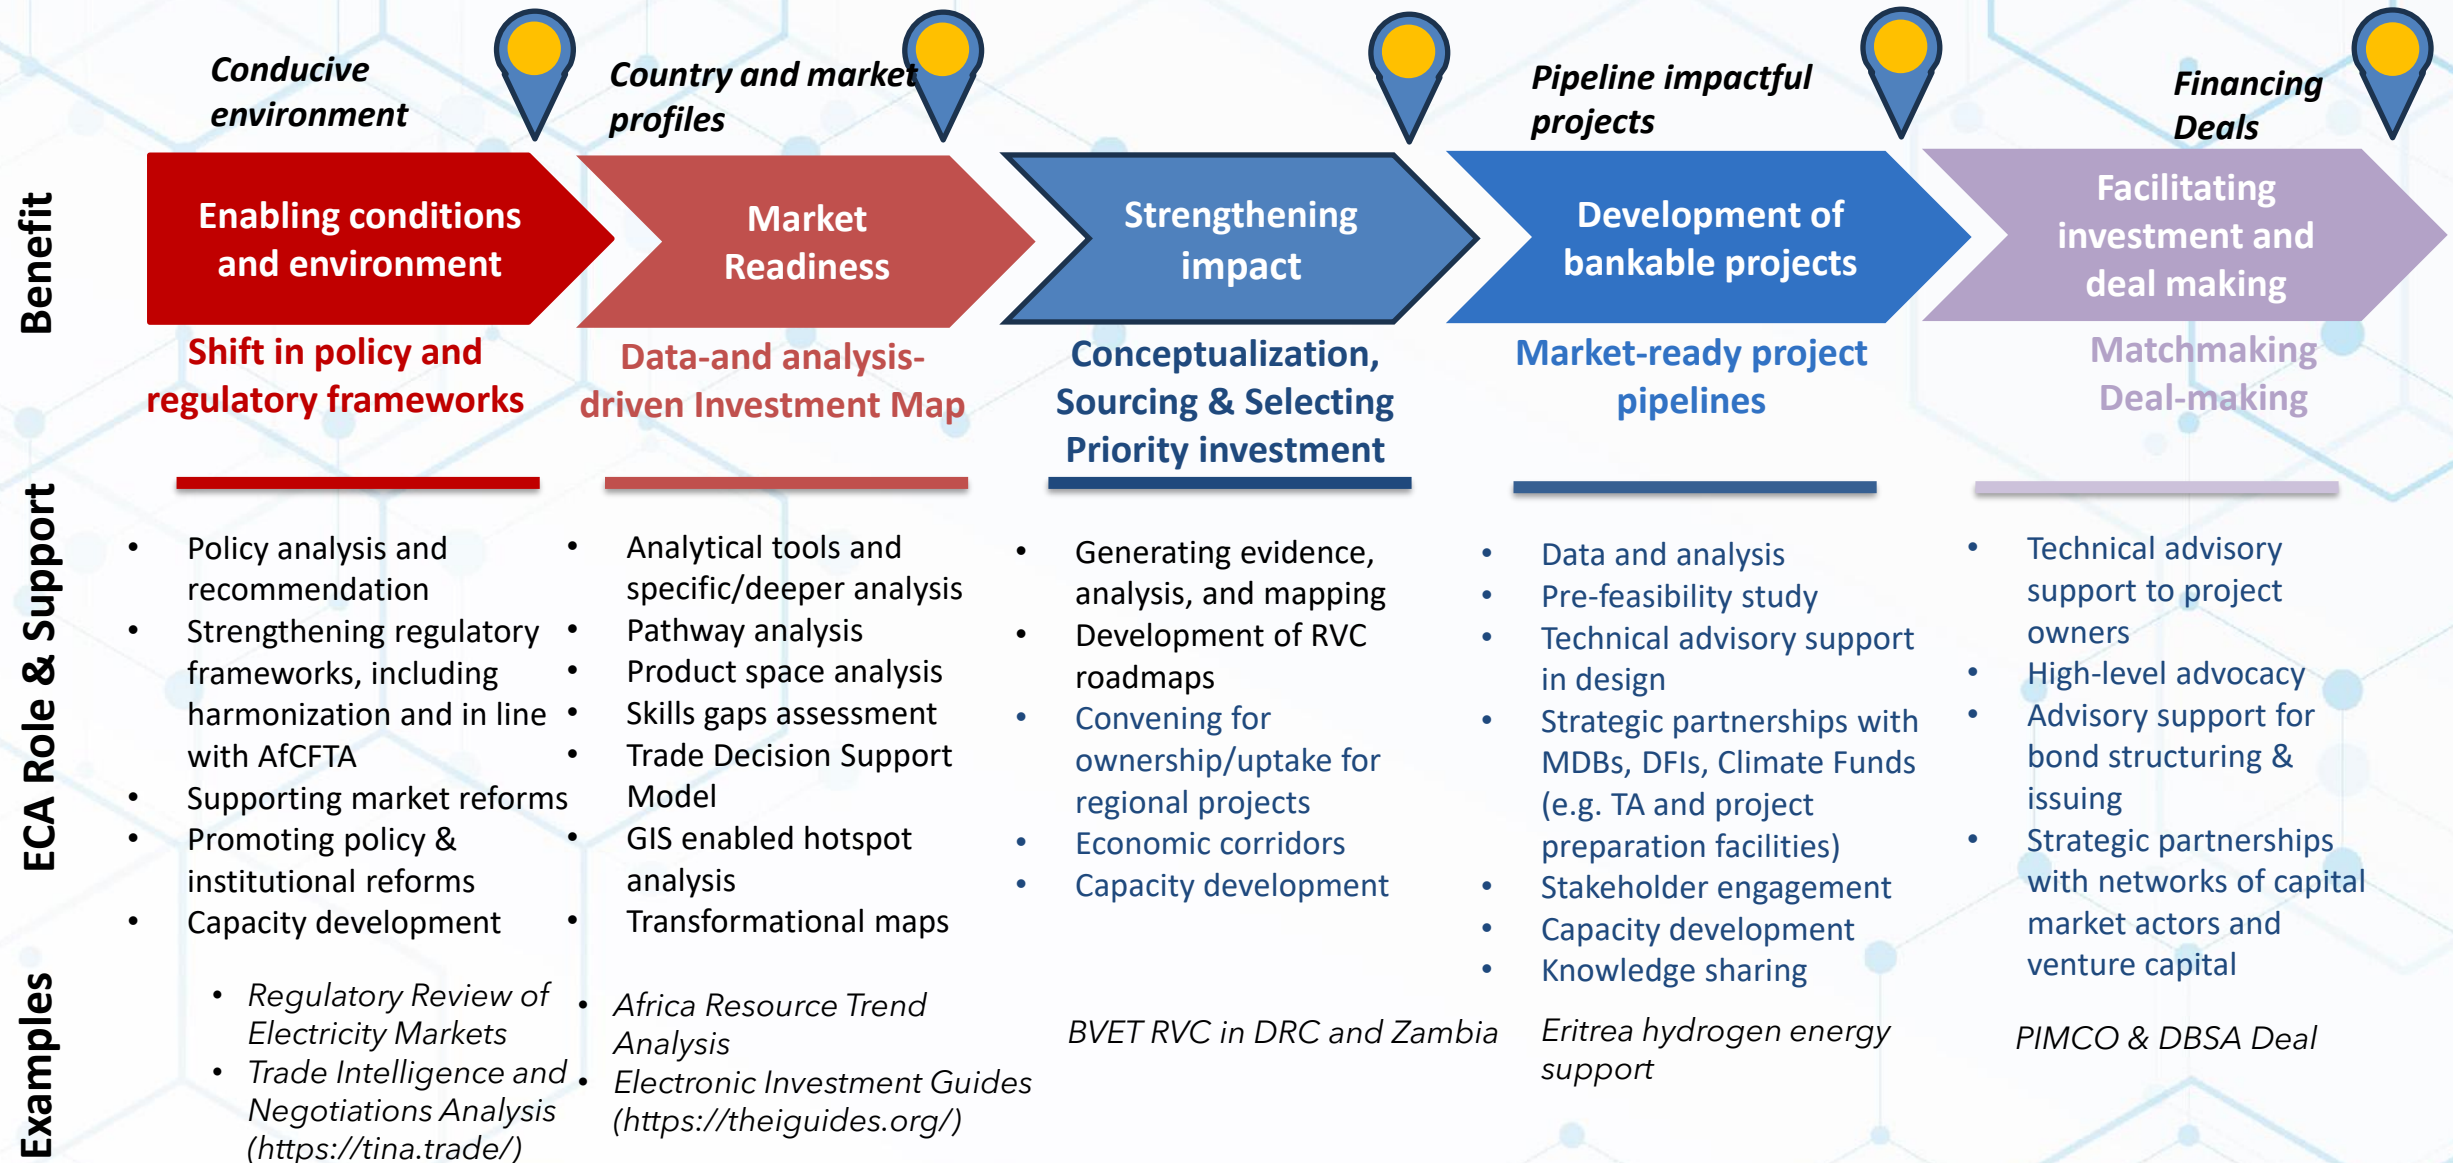 Conducive
environment
Country and market
profiles
Pipeline impactful
projects
Financing
Deals
Benefit
Enabling conditions
and environment
Market
Readiness
Strengthening
impact
Development of
bankable projects
Facilitating
investment and
deal making
Shift in policy and
regulatory frameworks
Data-and analysis-
driven Investment Map
Conceptualization,
Sourcing & Selecting
Priority investment
Market-ready project
pipelines
Matchmaking
Deal-making
ECA Role & Support
• Policy analysis and
recommendation
• Strengthening regulatory
frameworks, including
harmonization and in line
with AfCFTA
• Supporting market reforms
• Promoting policy &
institutional reforms
• Capacity development
• Analytical tools and
specific/deeper analysis
• Pathway analysis
• Product space analysis
• Skills gaps assessment
• Trade Decision Support
Model
• GIS enabled hotspot
analysis
• Transformational maps
• Generating evidence,
analysis, and mapping
• Development of RVC
roadmaps
• Convening for
ownership/uptake for
regional projects
• Economic corridors
• Capacity development
• Data and analysis
• Pre-feasibility study
• Technical advisory support
in design
• Strategic partnerships with
MDBs, DFIs, Climate Funds
(e.g. TA and project
preparation facilities)
• Stakeholder engagement
• Capacity development
• Knowledge sharing
• Technical advisory
support to project
owners
• High-level advocacy
• Advisory support for
bond structuring &
issuing
• Strategic partnerships
with networks of capital
market actors and
venture capital
Examples
• Regulatory Review of
Electricity Markets
• Trade Intelligence and
Negotiations Analysis
(https://tina.trade/)
• Africa Resource Trend
Analysis
• Electronic Investment Guides
(https://theiguides.org/)
BVET RVC in DRC and Zambia
Eritrea hydrogen energy
support
PIMCO & DBSA Deal